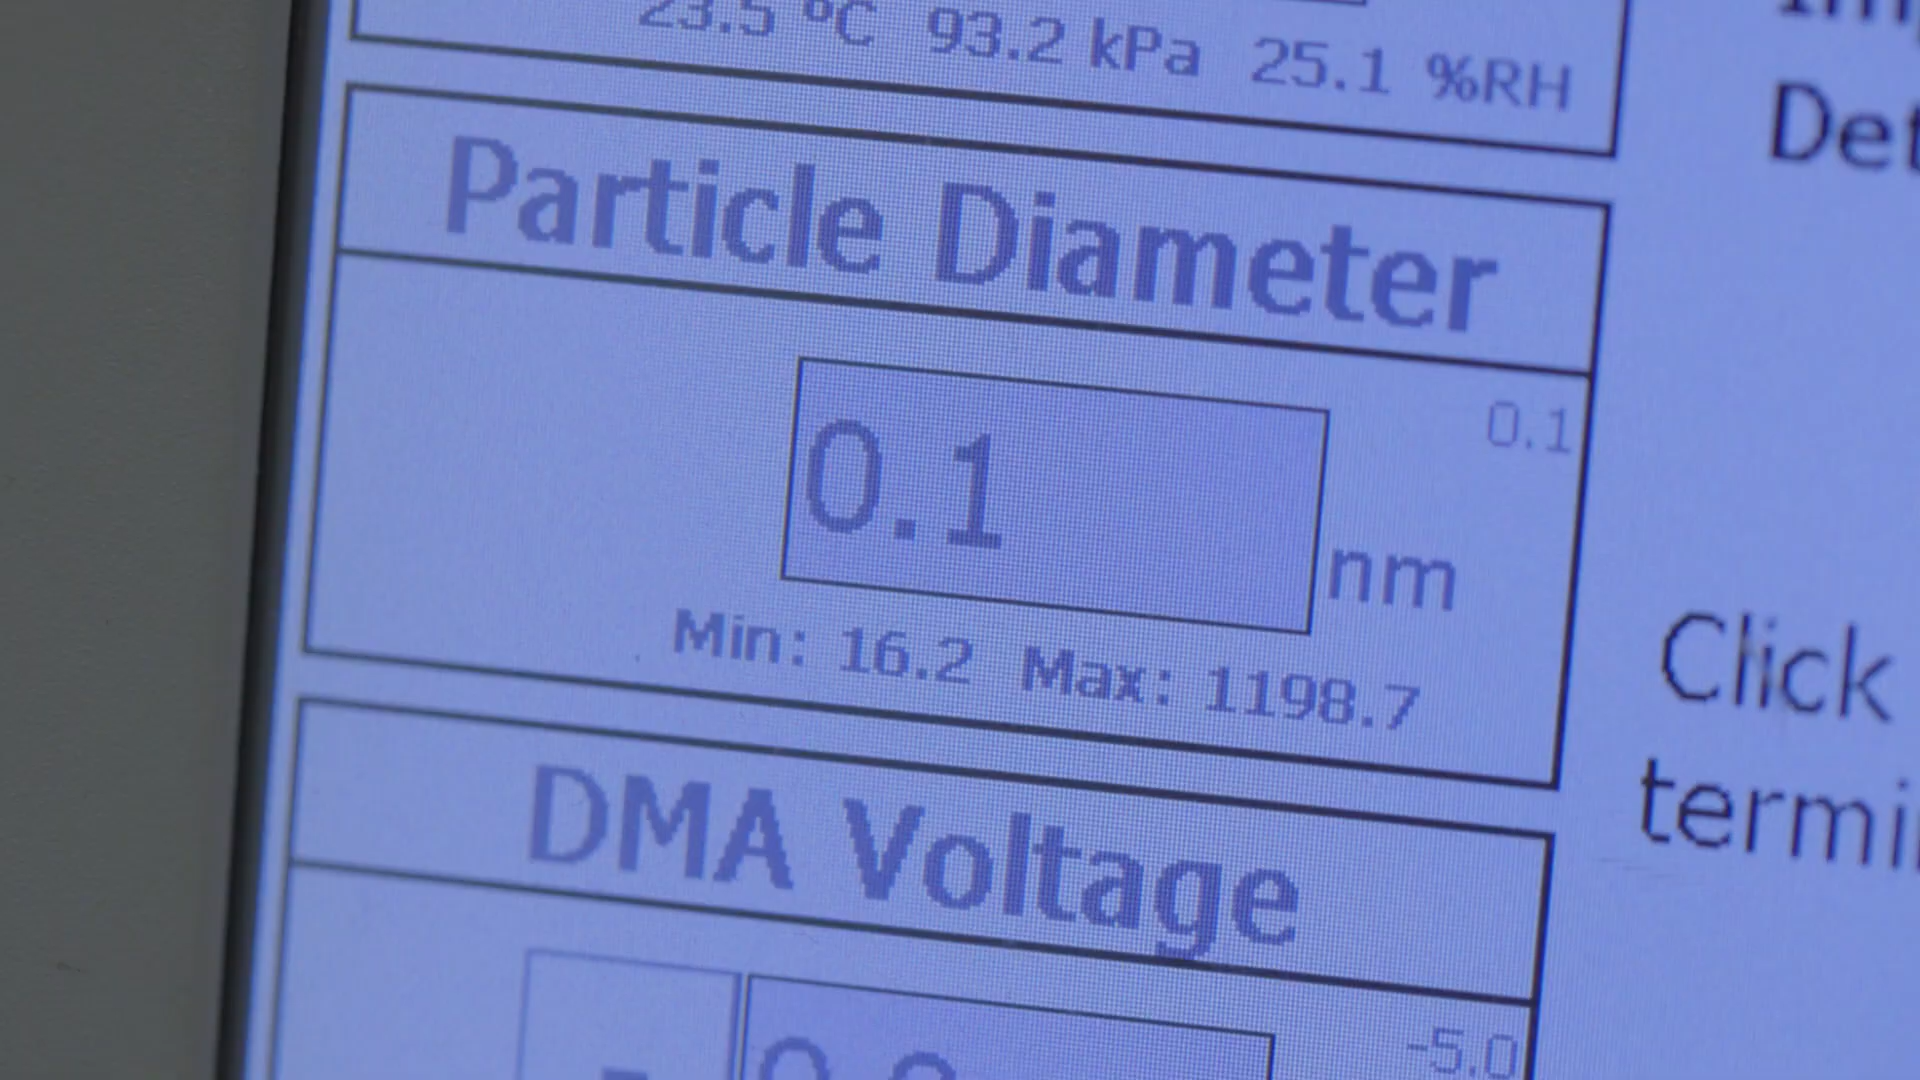 23.5 °C 93.2 kPa 25.1 %RH
Particle Diameter
0.1
0.1 nm
Min: 16.2 Max: 1198.7
DMA Voltage
-5.0
Det
Click
termi